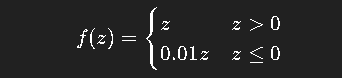 f(z) = { z    z > 0
0.01z    z ≤ 0